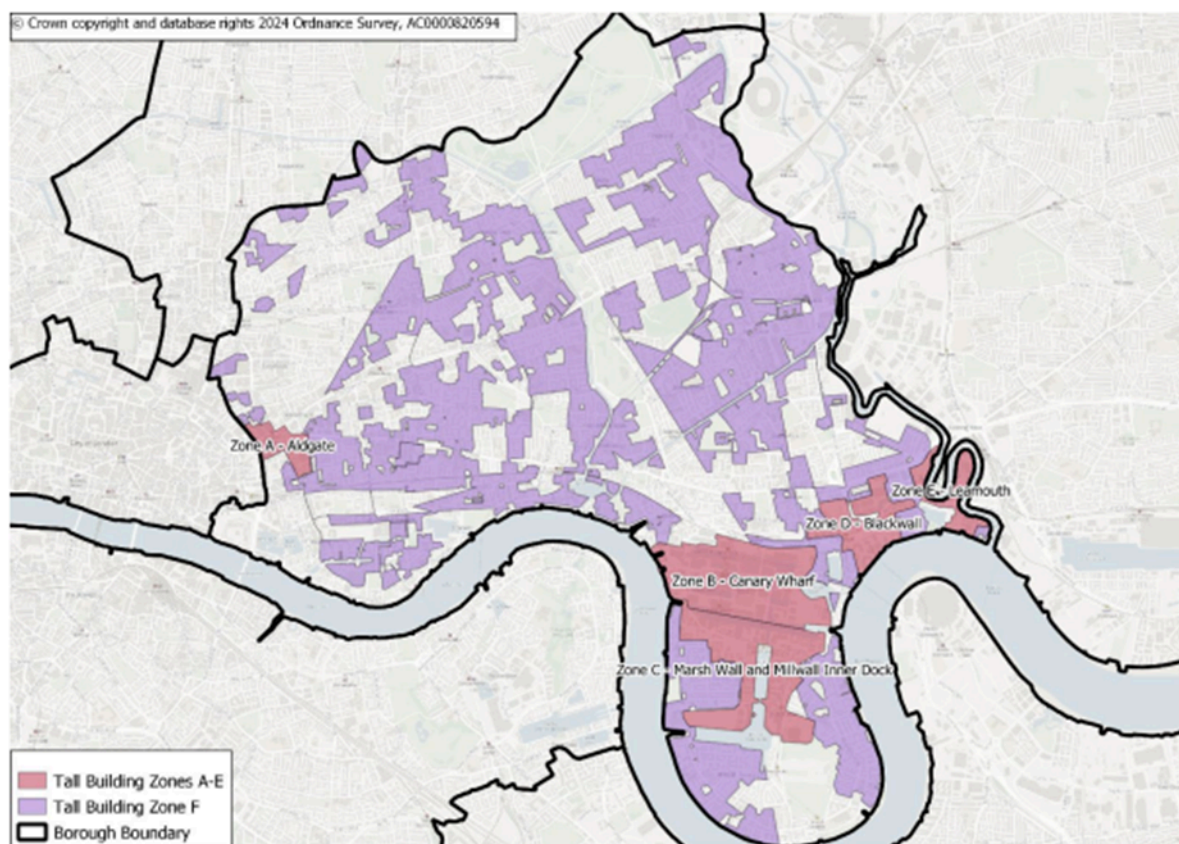 © Crown copyright and database rights 2024 Ordnance Survey, AC0000820594
Zone A - Aldgate
Zone E - Leamouth
Zone D - Blackwall
Zone B - Canary Wharf
Zone C - Marsh Wall and Millwall Inner Dock
Tall Building Zones A-E
Tall Building Zone F
Borough Boundary